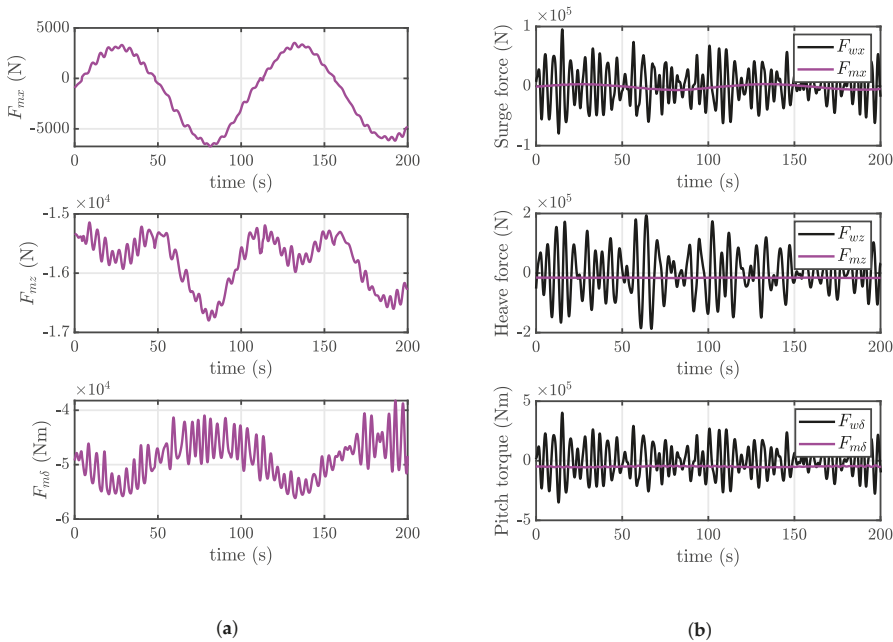 5000
0
-5000
F_mx (N)
0 50 100 150 200
time (s)
×10^4
-1.5
-1.6
-1.7
F_mz (N)
0 50 100 150 200
time (s)
×10^4
-4
-5
-6
F_mδ (Nm)
0 50 100 150 200
time (s)
(a)
×10^5
1
0
-1
Surge force (N)
F_wx
F_mx
0 50 100 150 200
time (s)
×10^5
2
0
-2
Heave force (N)
F_wz
F_mz
0 50 100 150 200
time (s)
×10^5
5
0
-5
Pitch torque (Nm)
F_wδ
F_mδ
0 50 100 150 200
time (s)
(b)